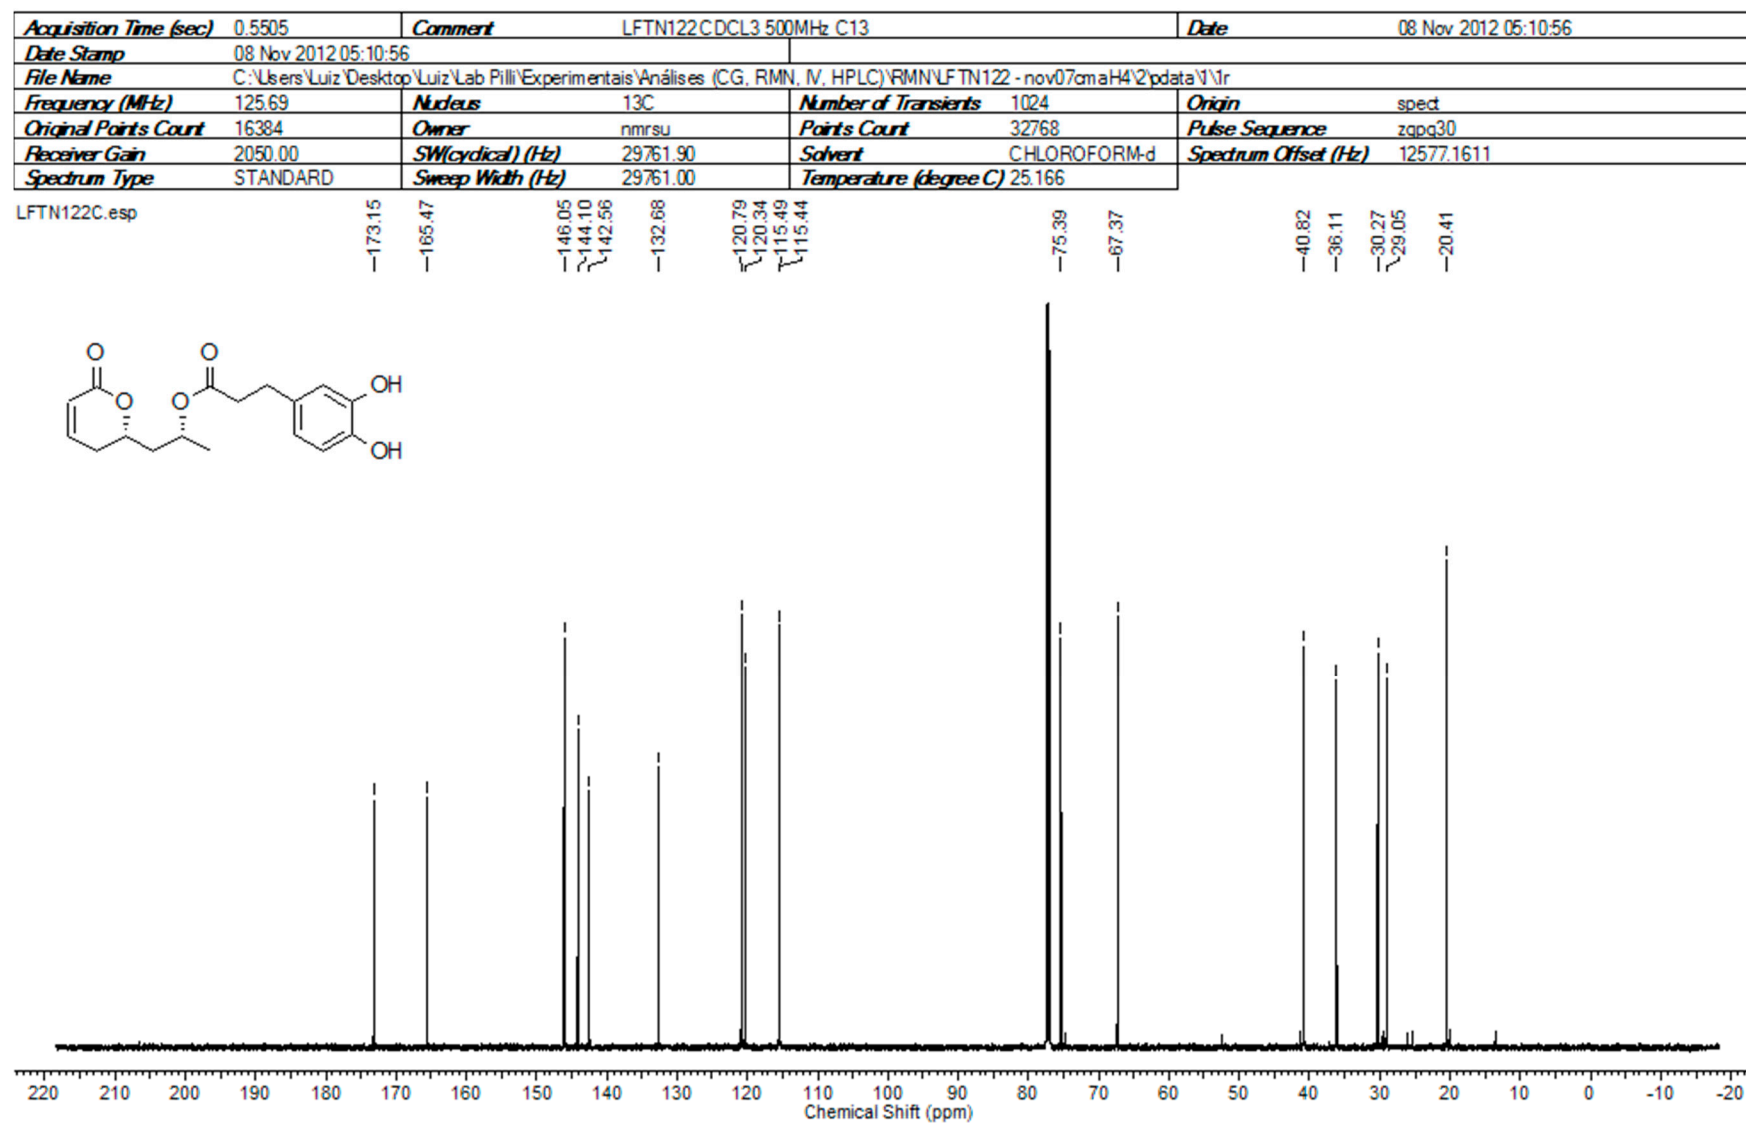 Acquisition Time (sec) 0.5505 Comment LFTN122 CDCL3 500MHz C13 Date 08 Nov 2012 05:10:56
Date Stamp 08 Nov 2012 05:10:56
File Name C:\Users\Luiz\Desktop\Luiz\Lab Pilli\Experimentais\Análises (CG, RMN, IV, HPLC)\RMN\LFTN122 - nov07cmaH4\2\pdata\1\1r
Frequency (MHz) 125.69 Nucleus 13C Number of Transients 1024 Origin spect
Original Points Count 16384 Owner nmrsu Points Count 32768 Pulse Sequence zgpg30
Receiver Gain 2050.00 SW(cyclical) (Hz) 29761.90 Solvent CHLOROFORM-d Spectrum Offset (Hz) 12577.1611
Spectrum Type STANDARD Sweep Width (Hz) 29761.00 Temperature (degree C) 25.166
LFTN122C.esp
173.15 165.47 146.05 144.10 142.56 132.68 120.79 120.34 115.49 115.44 75.39 67.37 40.82 36.11 30.27 29.05 20.41
O O
O O OH
OH
220 210 200 190 180 170 160 150 140 130 120 110 100 90 80 70 60 50 40 30 20 10 0 -10 -20
Chemical Shift (ppm)